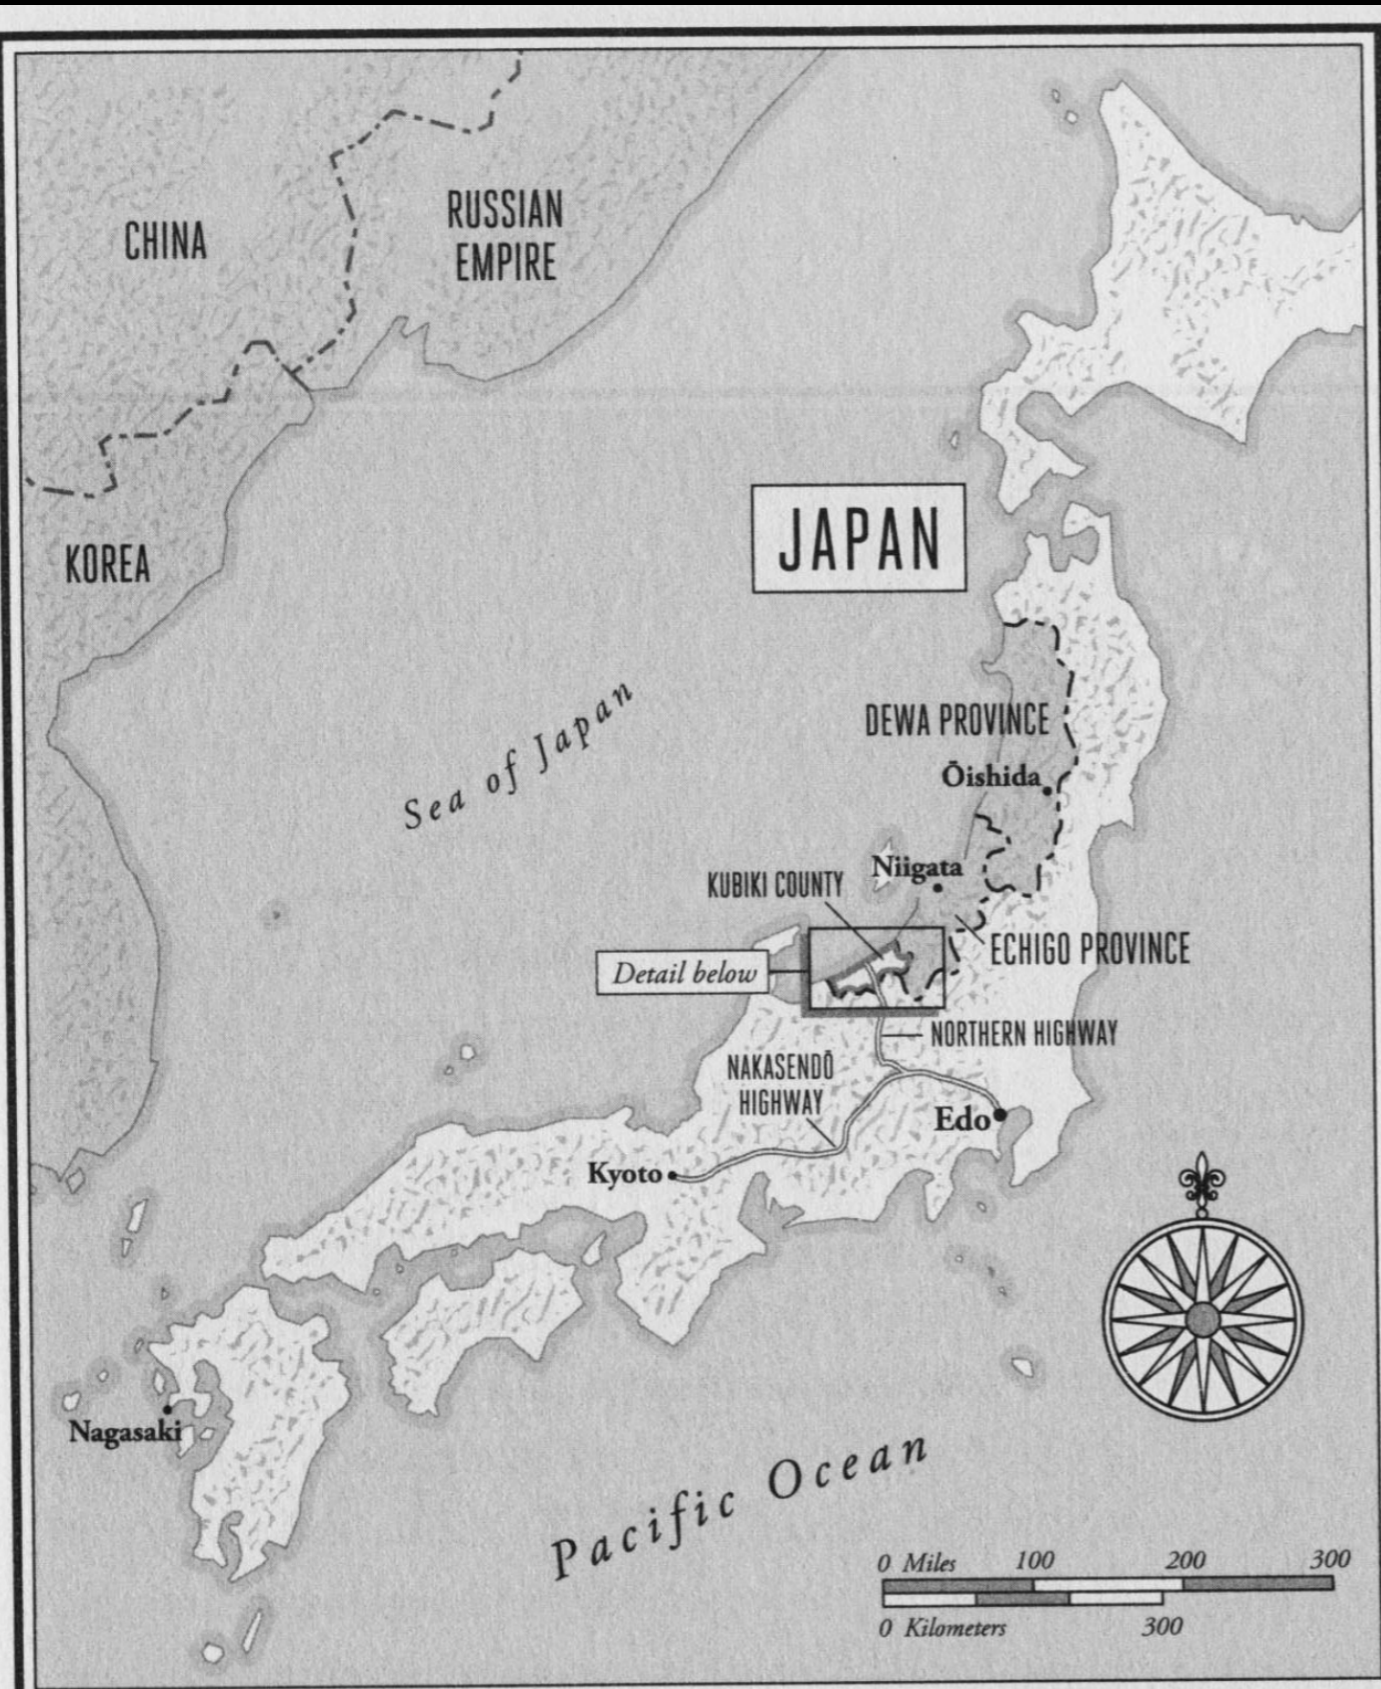 CHINA
RUSSIAN
EMPIRE
KOREA
JAPAN
Sea of Japan
DEWA PROVINCE
Ōishida
Niigata
KUBIKI COUNTY
ECHIGO PROVINCE
Detail below
NORTHERN HIGHWAY
NAKASENDŌ
HIGHWAY
Edo
Kyoto
Nagasaki
Pacific Ocean
0 Miles 100 200 300
0 Kilometers 300